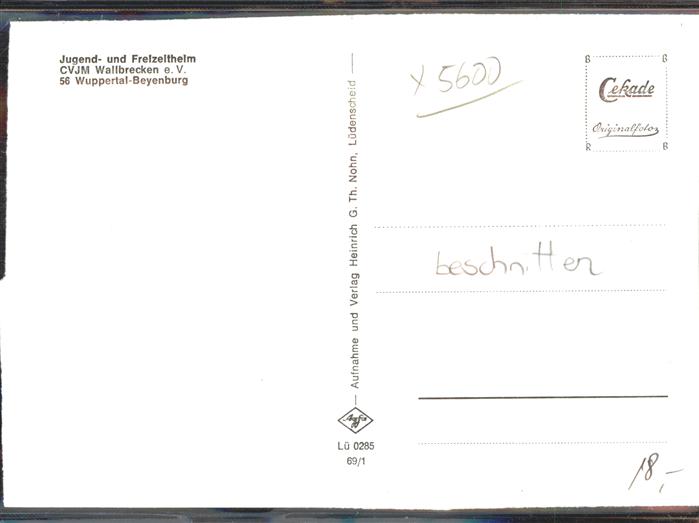 Jugend- und Freizeitheim
CVJM Wallbrecken e. V.
56 Wuppertal-Beyenburg
x 5600
Cekade
Originalfoto
beschnitten
Aufnahme und Verlag Heinrich G. Th. Nohn, Lüdenscheid
Agfa
Lü 0285
69/1
18,-